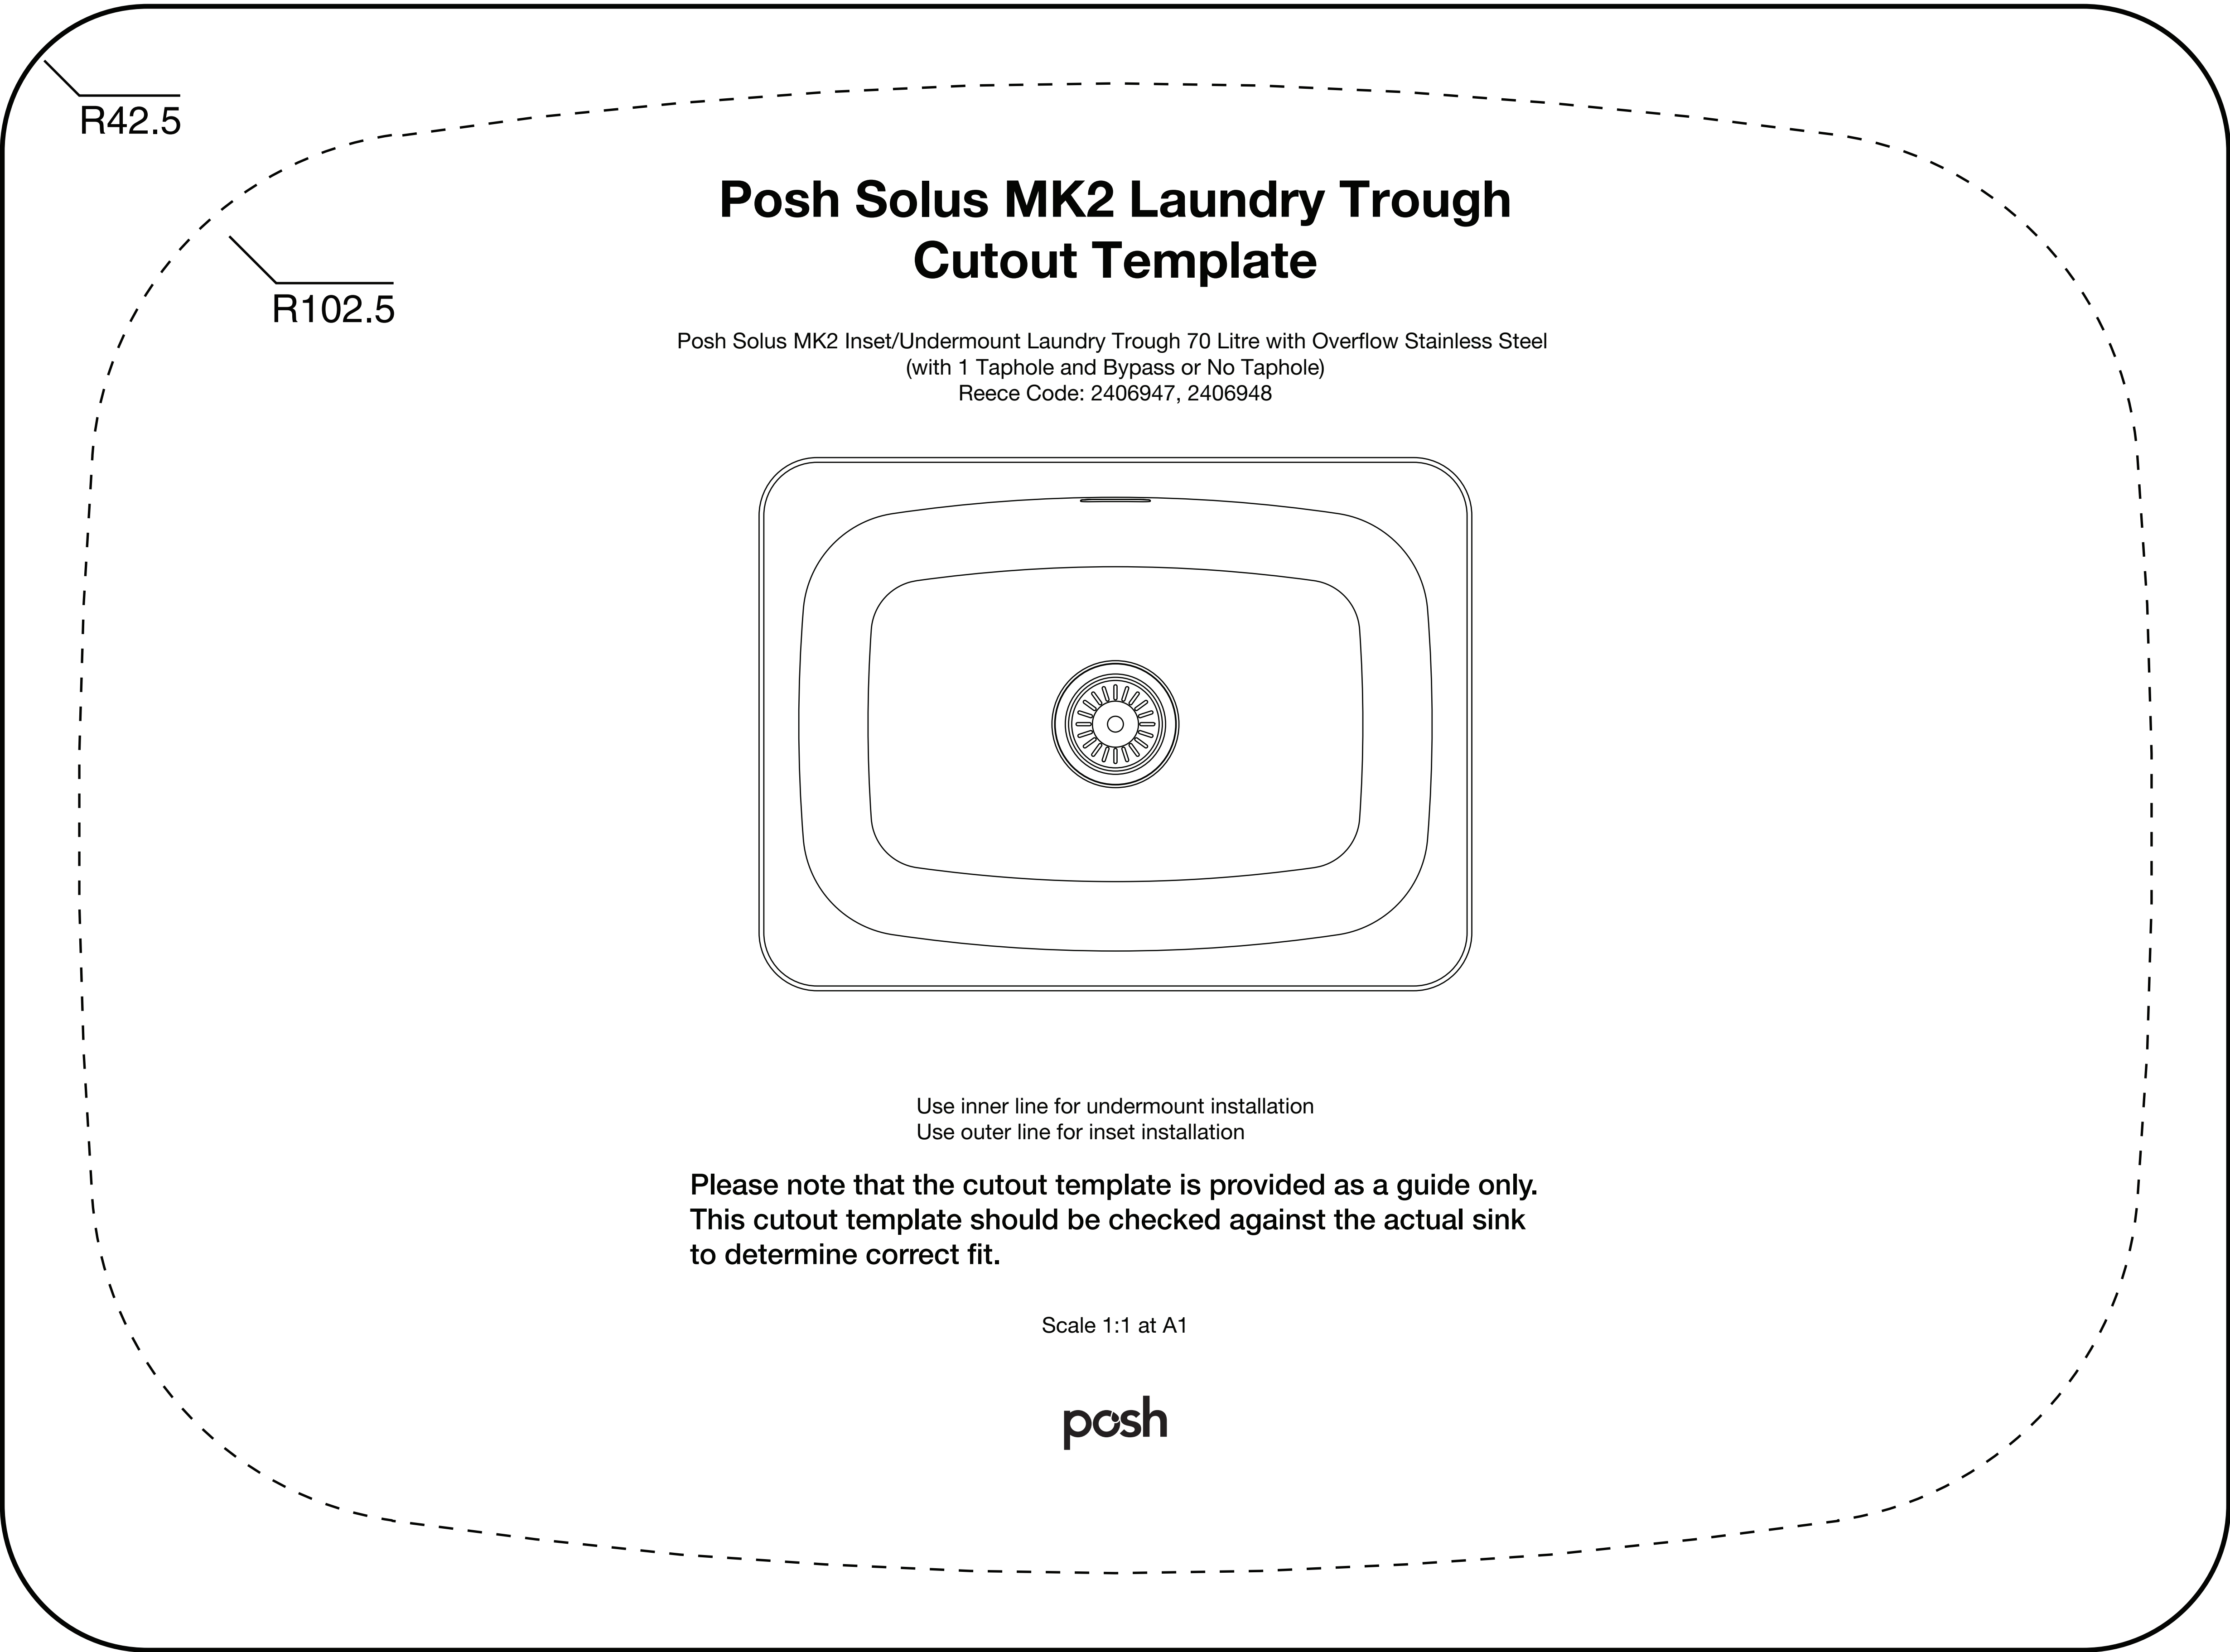 R42.5
R102.5
Posh Solus MK2 Laundry Trough
Cutout Template
Posh Solus MK2 Inset/Undermount Laundry Trough 70 Litre with Overflow Stainless Steel
(with 1 Taphole and Bypass or No Taphole)
Reece Code: 2406947, 2406948
Use inner line for undermount installation
Use outer line for inset installation
Please note that the cutout template is provided as a guide only.
This cutout template should be checked against the actual sink
to determine correct fit.
Scale 1:1 at A1
posh